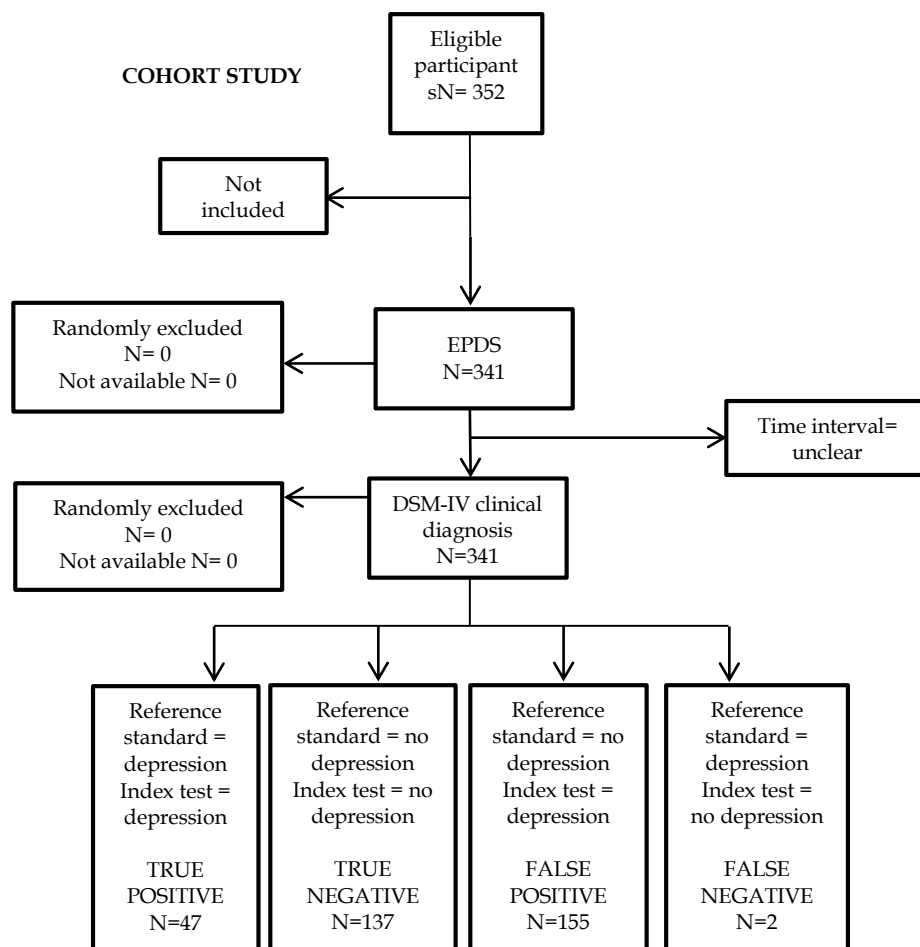 Eligible
participant
sN= 352
COHORT STUDY
Not
included
Randomly excluded
N= 0
Not available N= 0
EPDS
N=341
Time interval=
unclear
Randomly excluded
N= 0
Not available N= 0
DSM-IV clinical
diagnosis
N=341
Reference
standard =
depression
Index test =
depression
TRUE
POSITIVE
N=47
Reference
standard = no
depression
Index test = no
depression
TRUE
NEGATIVE
N=137
Reference
standard = no
depression
Index test =
depression
FALSE
POSITIVE
N=155
Reference
standard =
depression
Index test =
no depression
FALSE
NEGATIVE
N=2